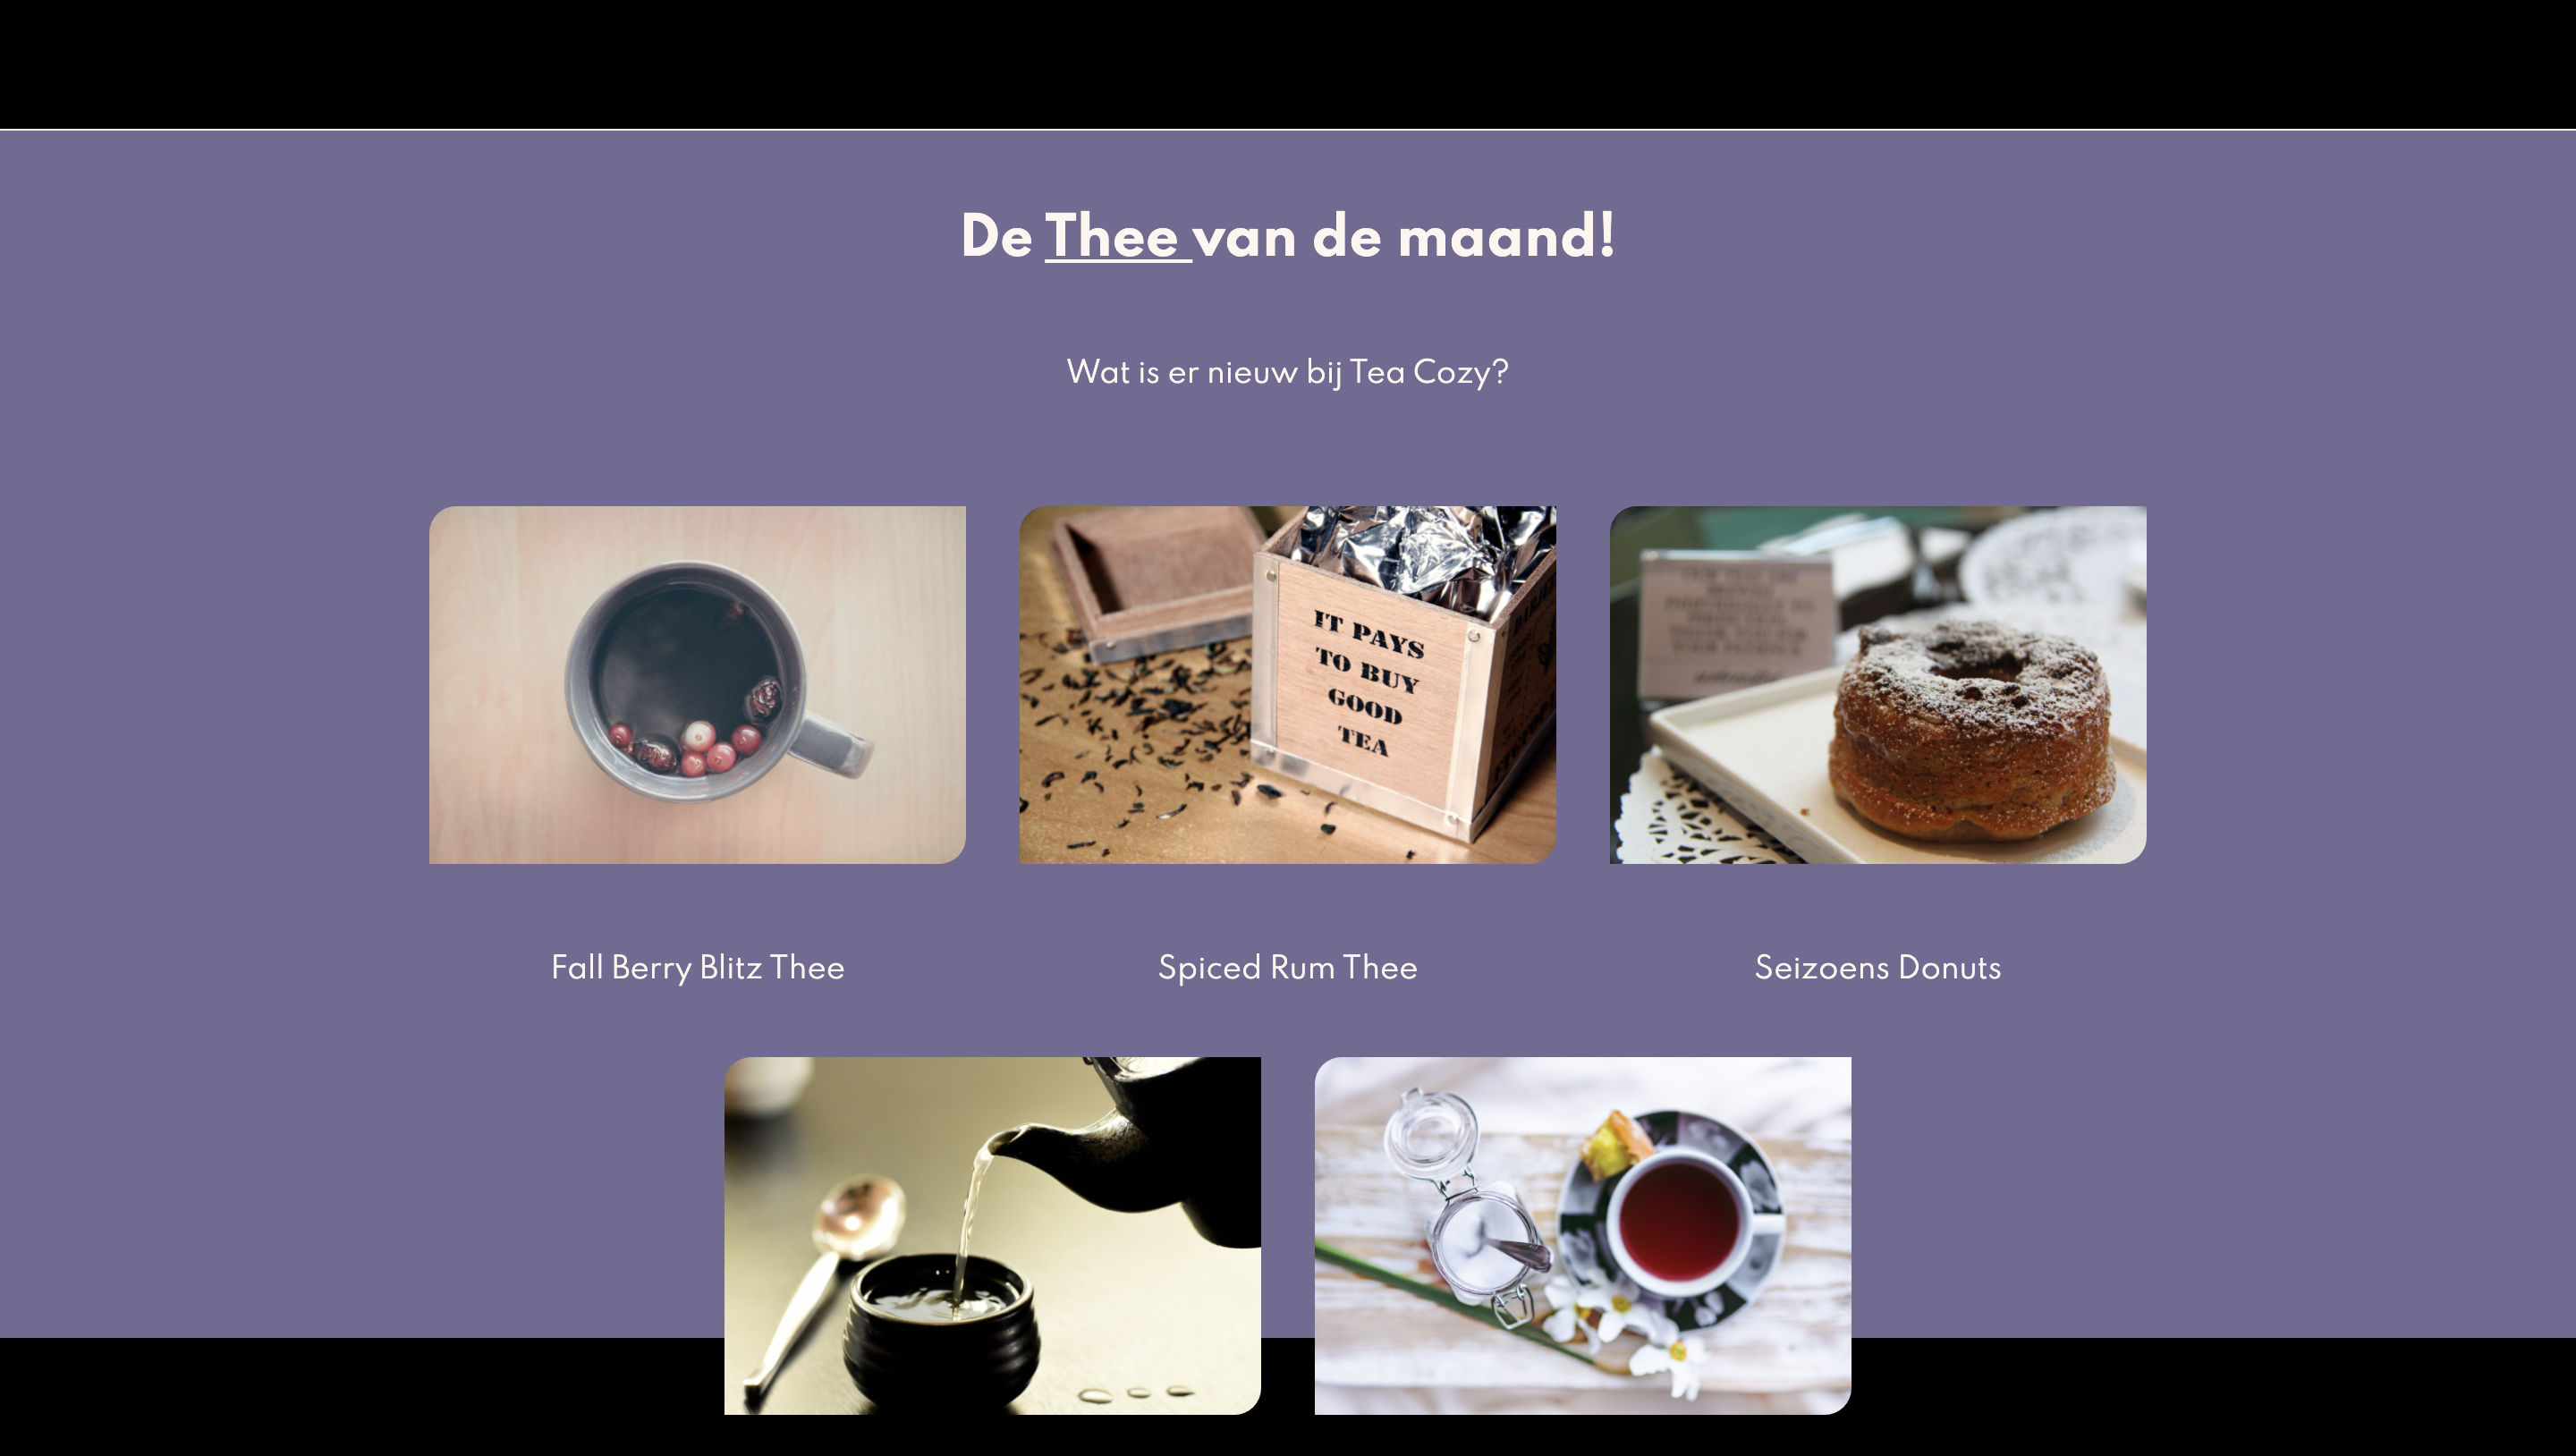 De Thee van de maand!
Wat is er nieuw bij Tea Cozy?
IT PAYS
TO BUY
GOOD
TEA
Fall Berry Blitz Thee
Spiced Rum Thee
Seizoens Donuts